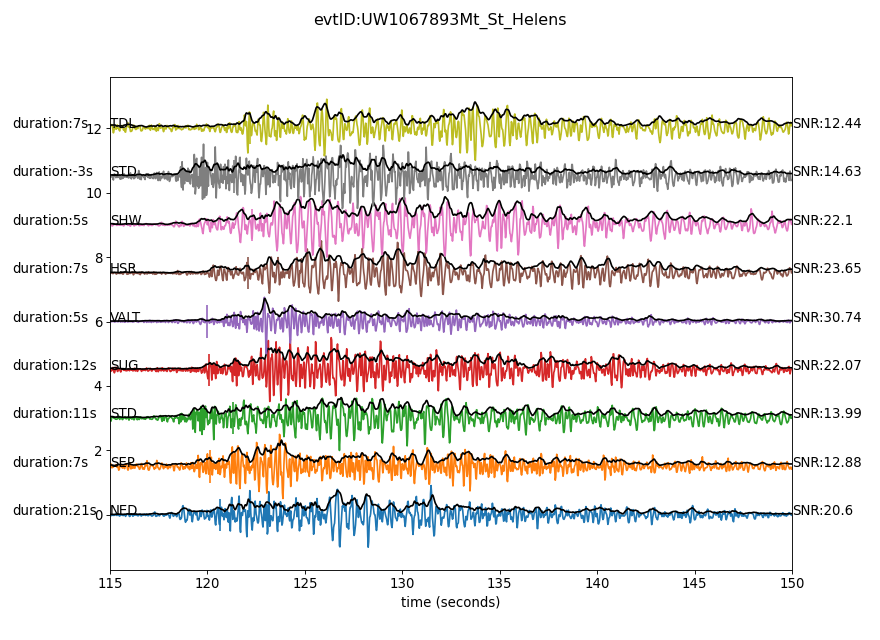 evtID:UW1067893Mt_St_Helens
duration:7s TDL SNR:12.44
12
duration:-3s STD SNR:14.63
10
duration:5s SHW SNR:22.1
8
duration:7s HSR SNR:23.65
duration:5s VALT SNR:30.74
6
duration:12s SUG SNR:22.07
4
duration:11s STD SNR:13.99
2
duration:7s SEP SNR:12.88
duration:21s NED SNR:20.6
0
115 120 125 130 135 140 145 150
time (seconds)